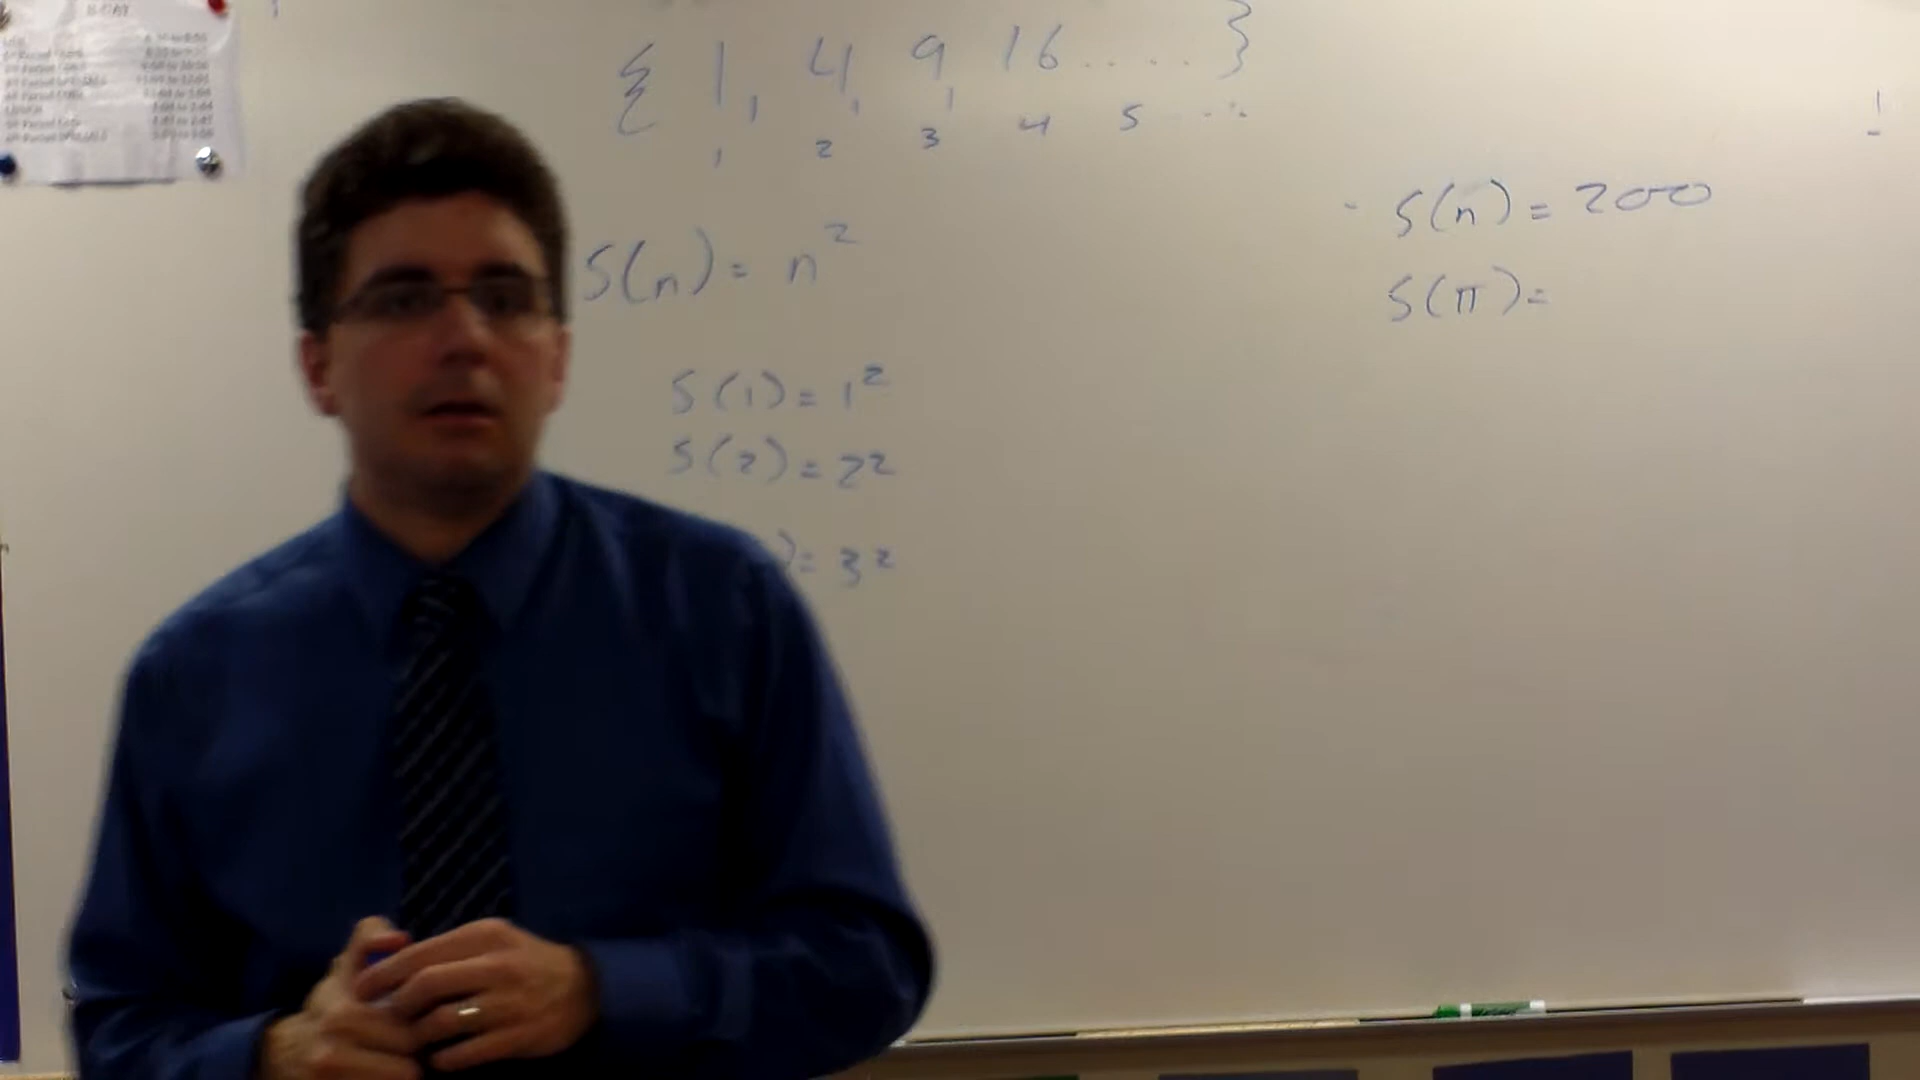 { 1, 4, 9, 16 . . . . }
1 2 3 4 5 ...
S(n) = n²
S(1) = 1²
S(2) = 2²
) = 3²
S(n) = 200
S(π) =
!